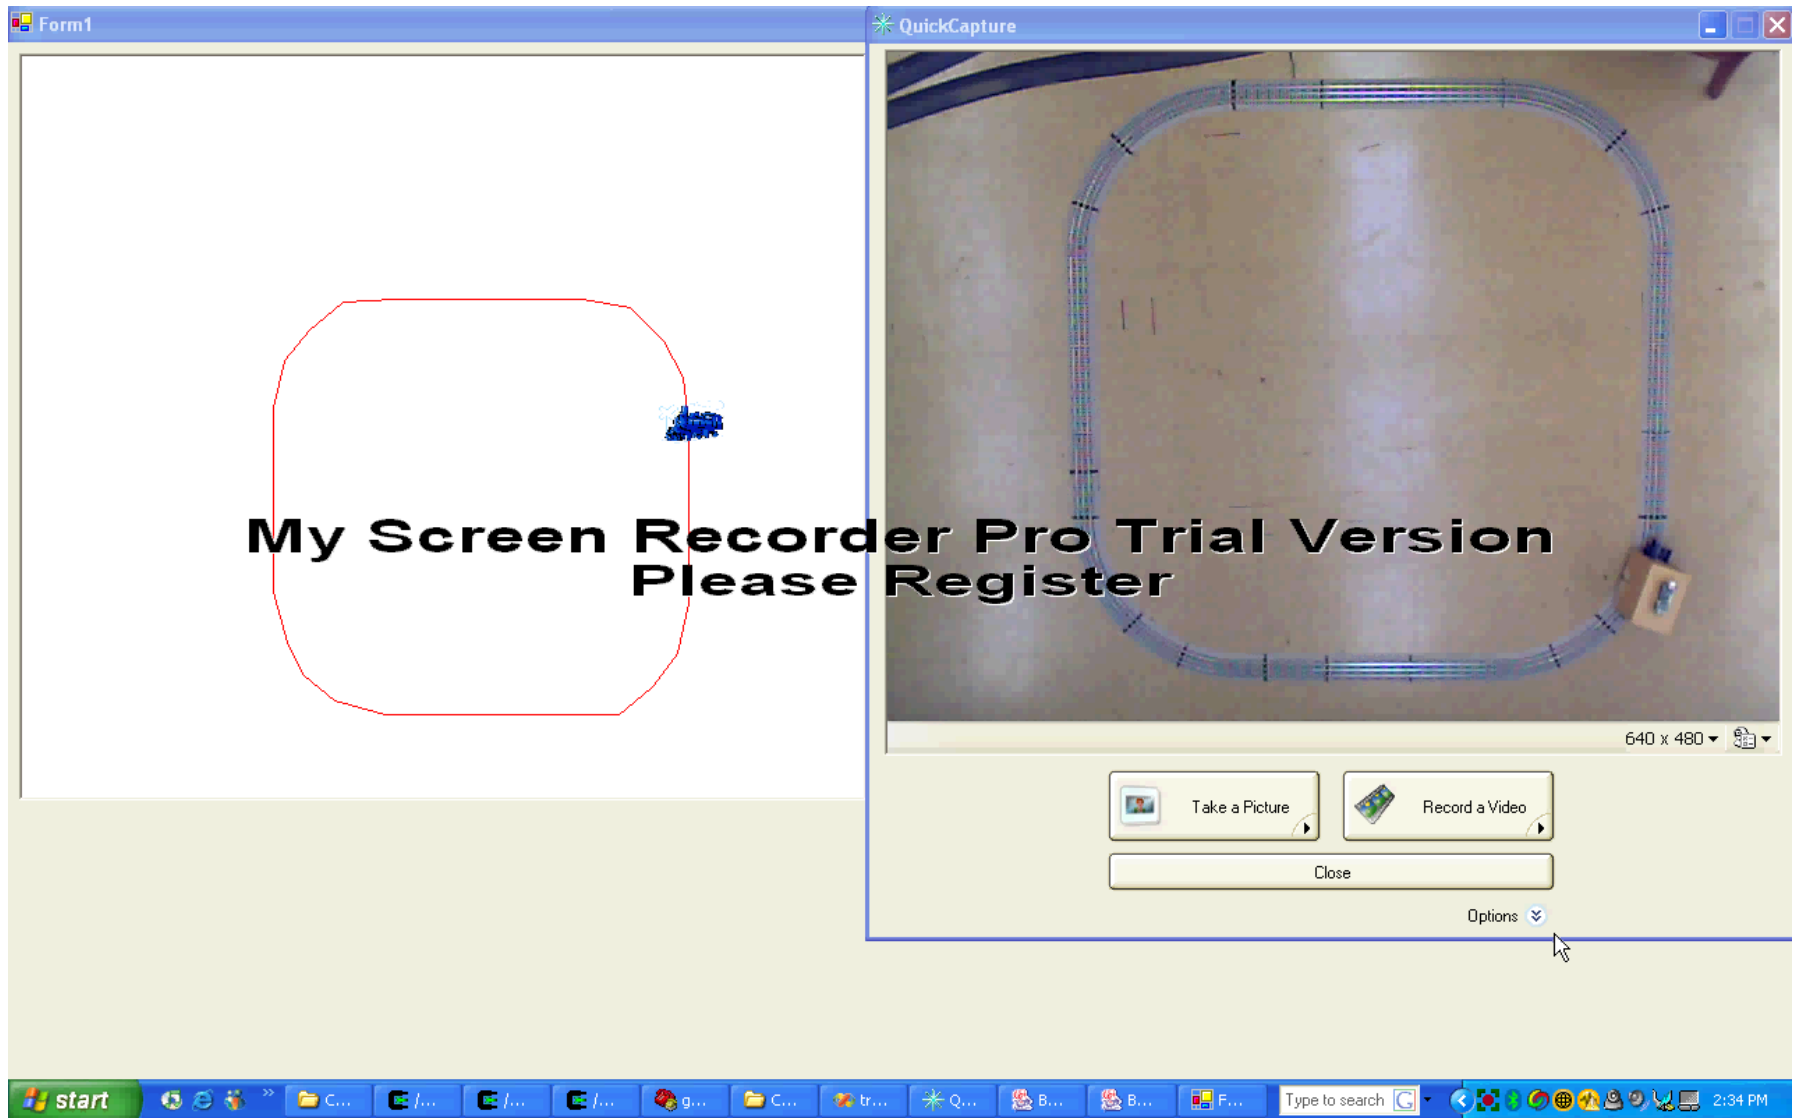 Form1
QuickCapture
My Screen Recorder Pro Trial Version
Please Register
640 x 480
Take a Picture
Record a Video
Close
Options
start
C...
/...
/...
/...
g...
C...
tr...
Q...
B...
B...
F...
Type to search
2:34 PM